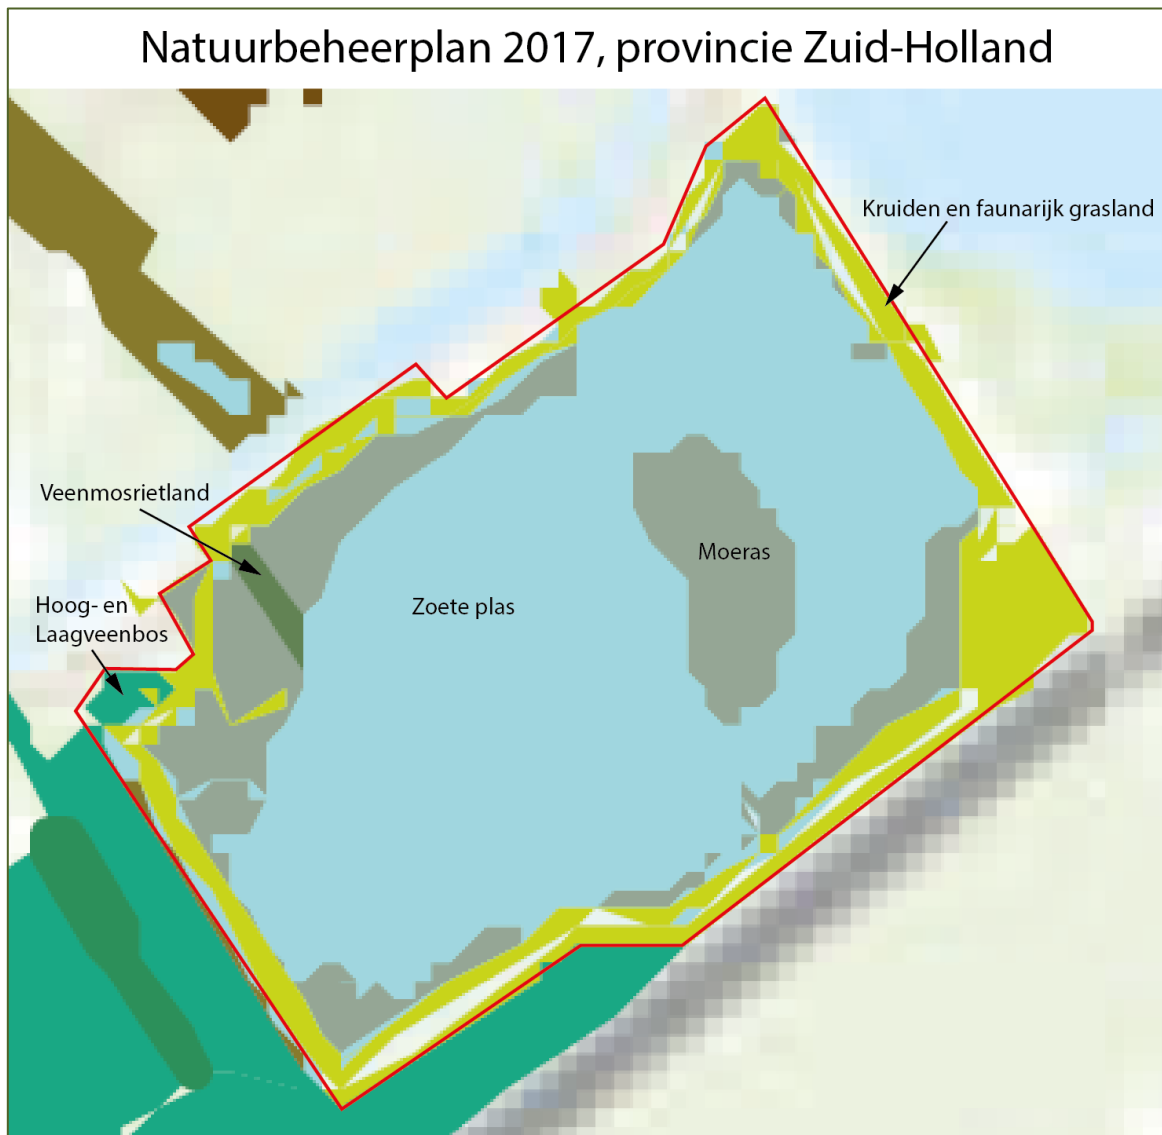 Natuurbeheerplan 2017, provincie Zuid-Holland
Kruiden en faunarijk grasland
Veenmosrietland
Moeras
Hoog- en
Laagveenbos
Zoete plas